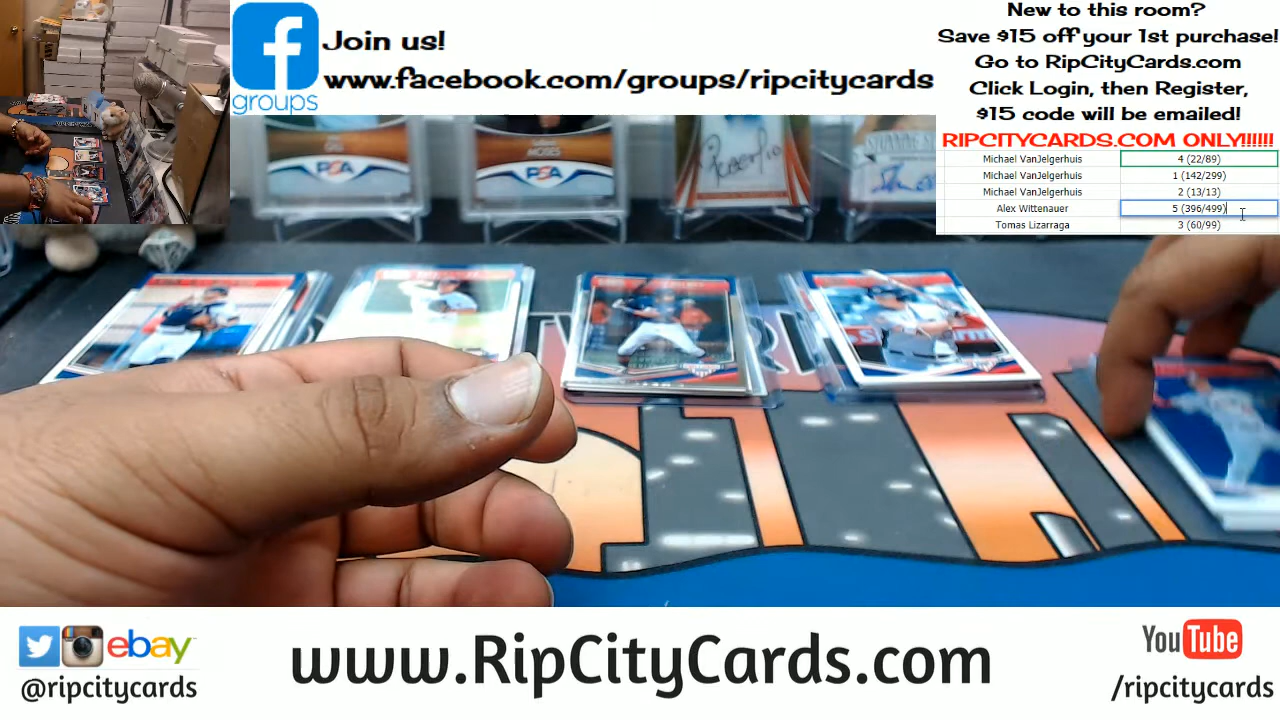 Join us!
www.facebook.com/groups/ripcitycards
groups
New to this room?
Save $15 off your 1st purchase!
Go to RipCityCards.com
Click Login, then Register,
$15 code will be emailed!
RIPCITYCARDS.COM ONLY!!!!!!
Michael VanJelgerhuis 4 (22/89)
Michael VanJelgerhuis 1 (142/299)
Michael VanJelgerhuis 2 (13/13)
Alex Wittenauer 5 (396/499)
Tomas Lizarraga 3 (60/99)
PSA
PSA
ebay
@ripcitycards
www.RipCityCards.com
YouTube
/ripcitycards